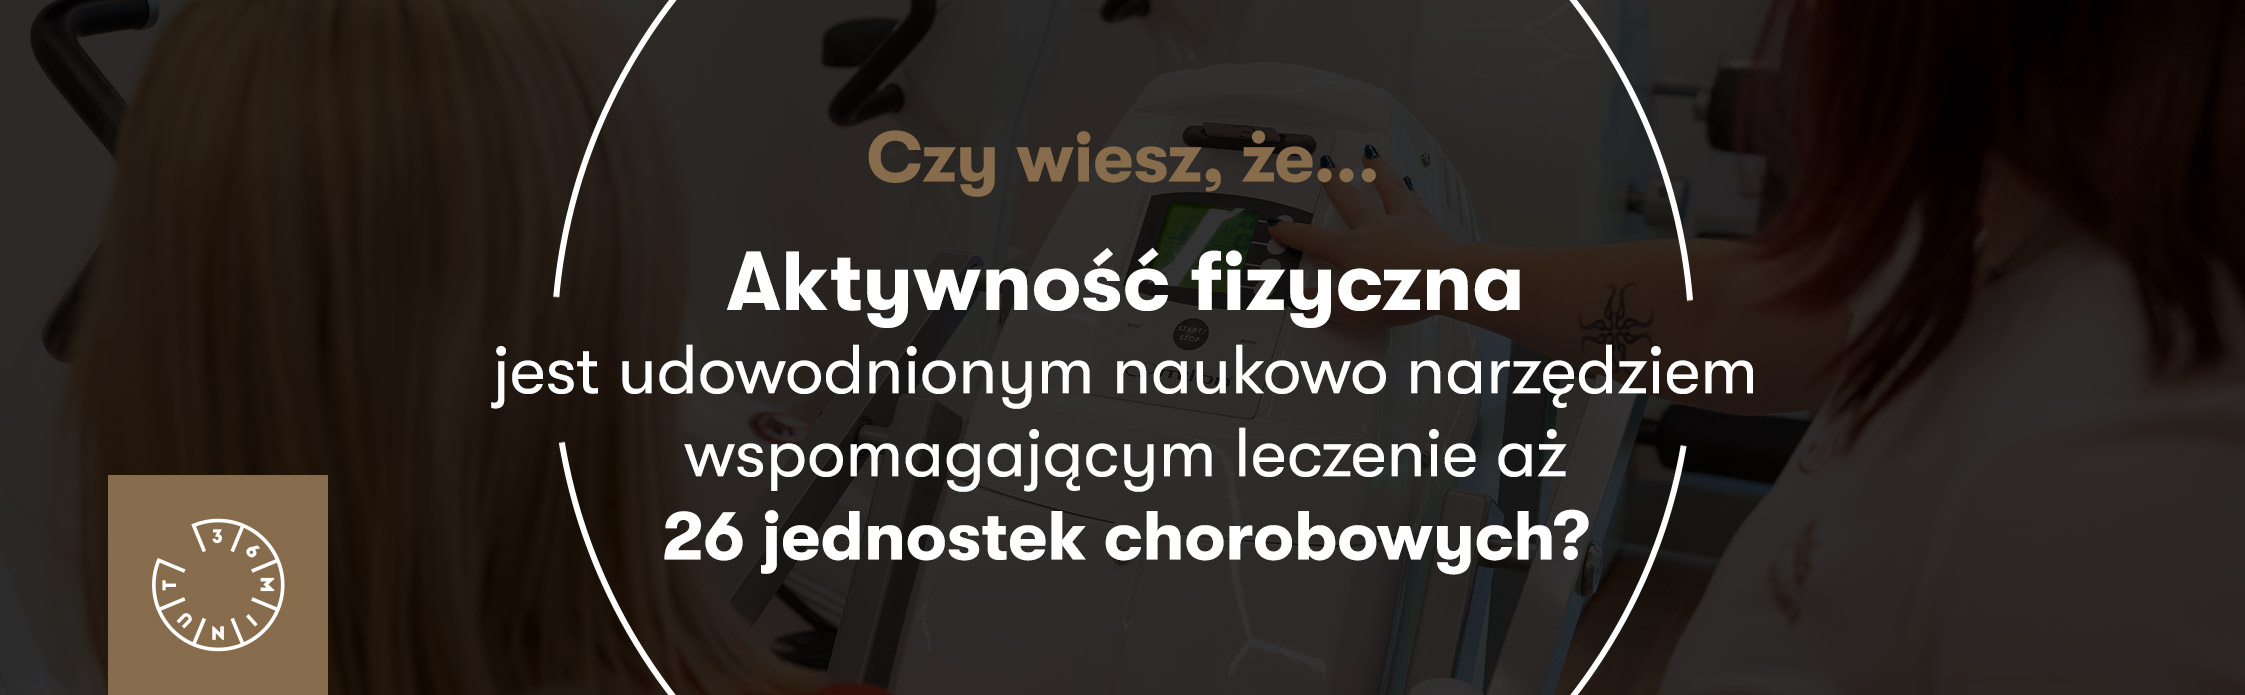 Czy wiesz, że...
Aktywność fizyczna
jest udowodnionym naukowo narzędziem
wspomagającym leczenie aż
26 jednostek chorobowych?
START/
STOP
36MINUT